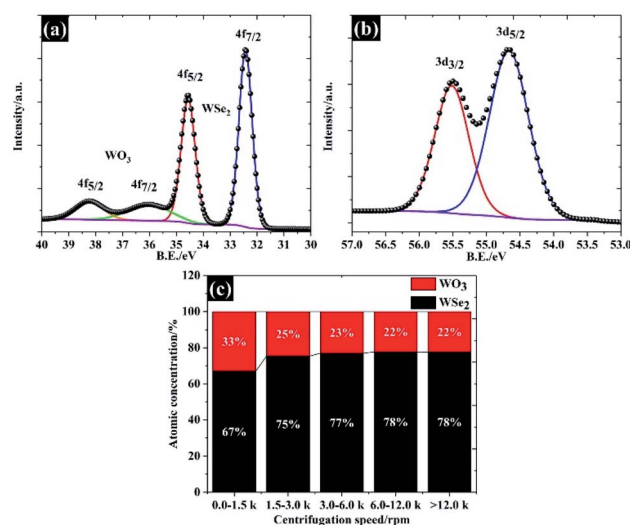 (a)
4f7/2
4f5/2
WSe2
WO3
4f5/2
4f7/2
Intensity/a.u.
40 39 38 37 36 35 34 33 32 31 30
B.E./eV
(b)
3d5/2
3d3/2
Intensity/a.u.
57.0 56.5 56.0 55.5 55.0 54.5 54.0 53.5 53.0
B.E./eV
(c)
WO3
WSe2
120
100
80
60
40
20
0
Atomic concentration/%
33% 25% 23% 22% 22%
67% 75% 77% 78% 78%
0.0-1.5 k 1.5-3.0 k 3.0-6.0 k 6.0-12.0 k >12.0 k
Centrifugation speed/rpm